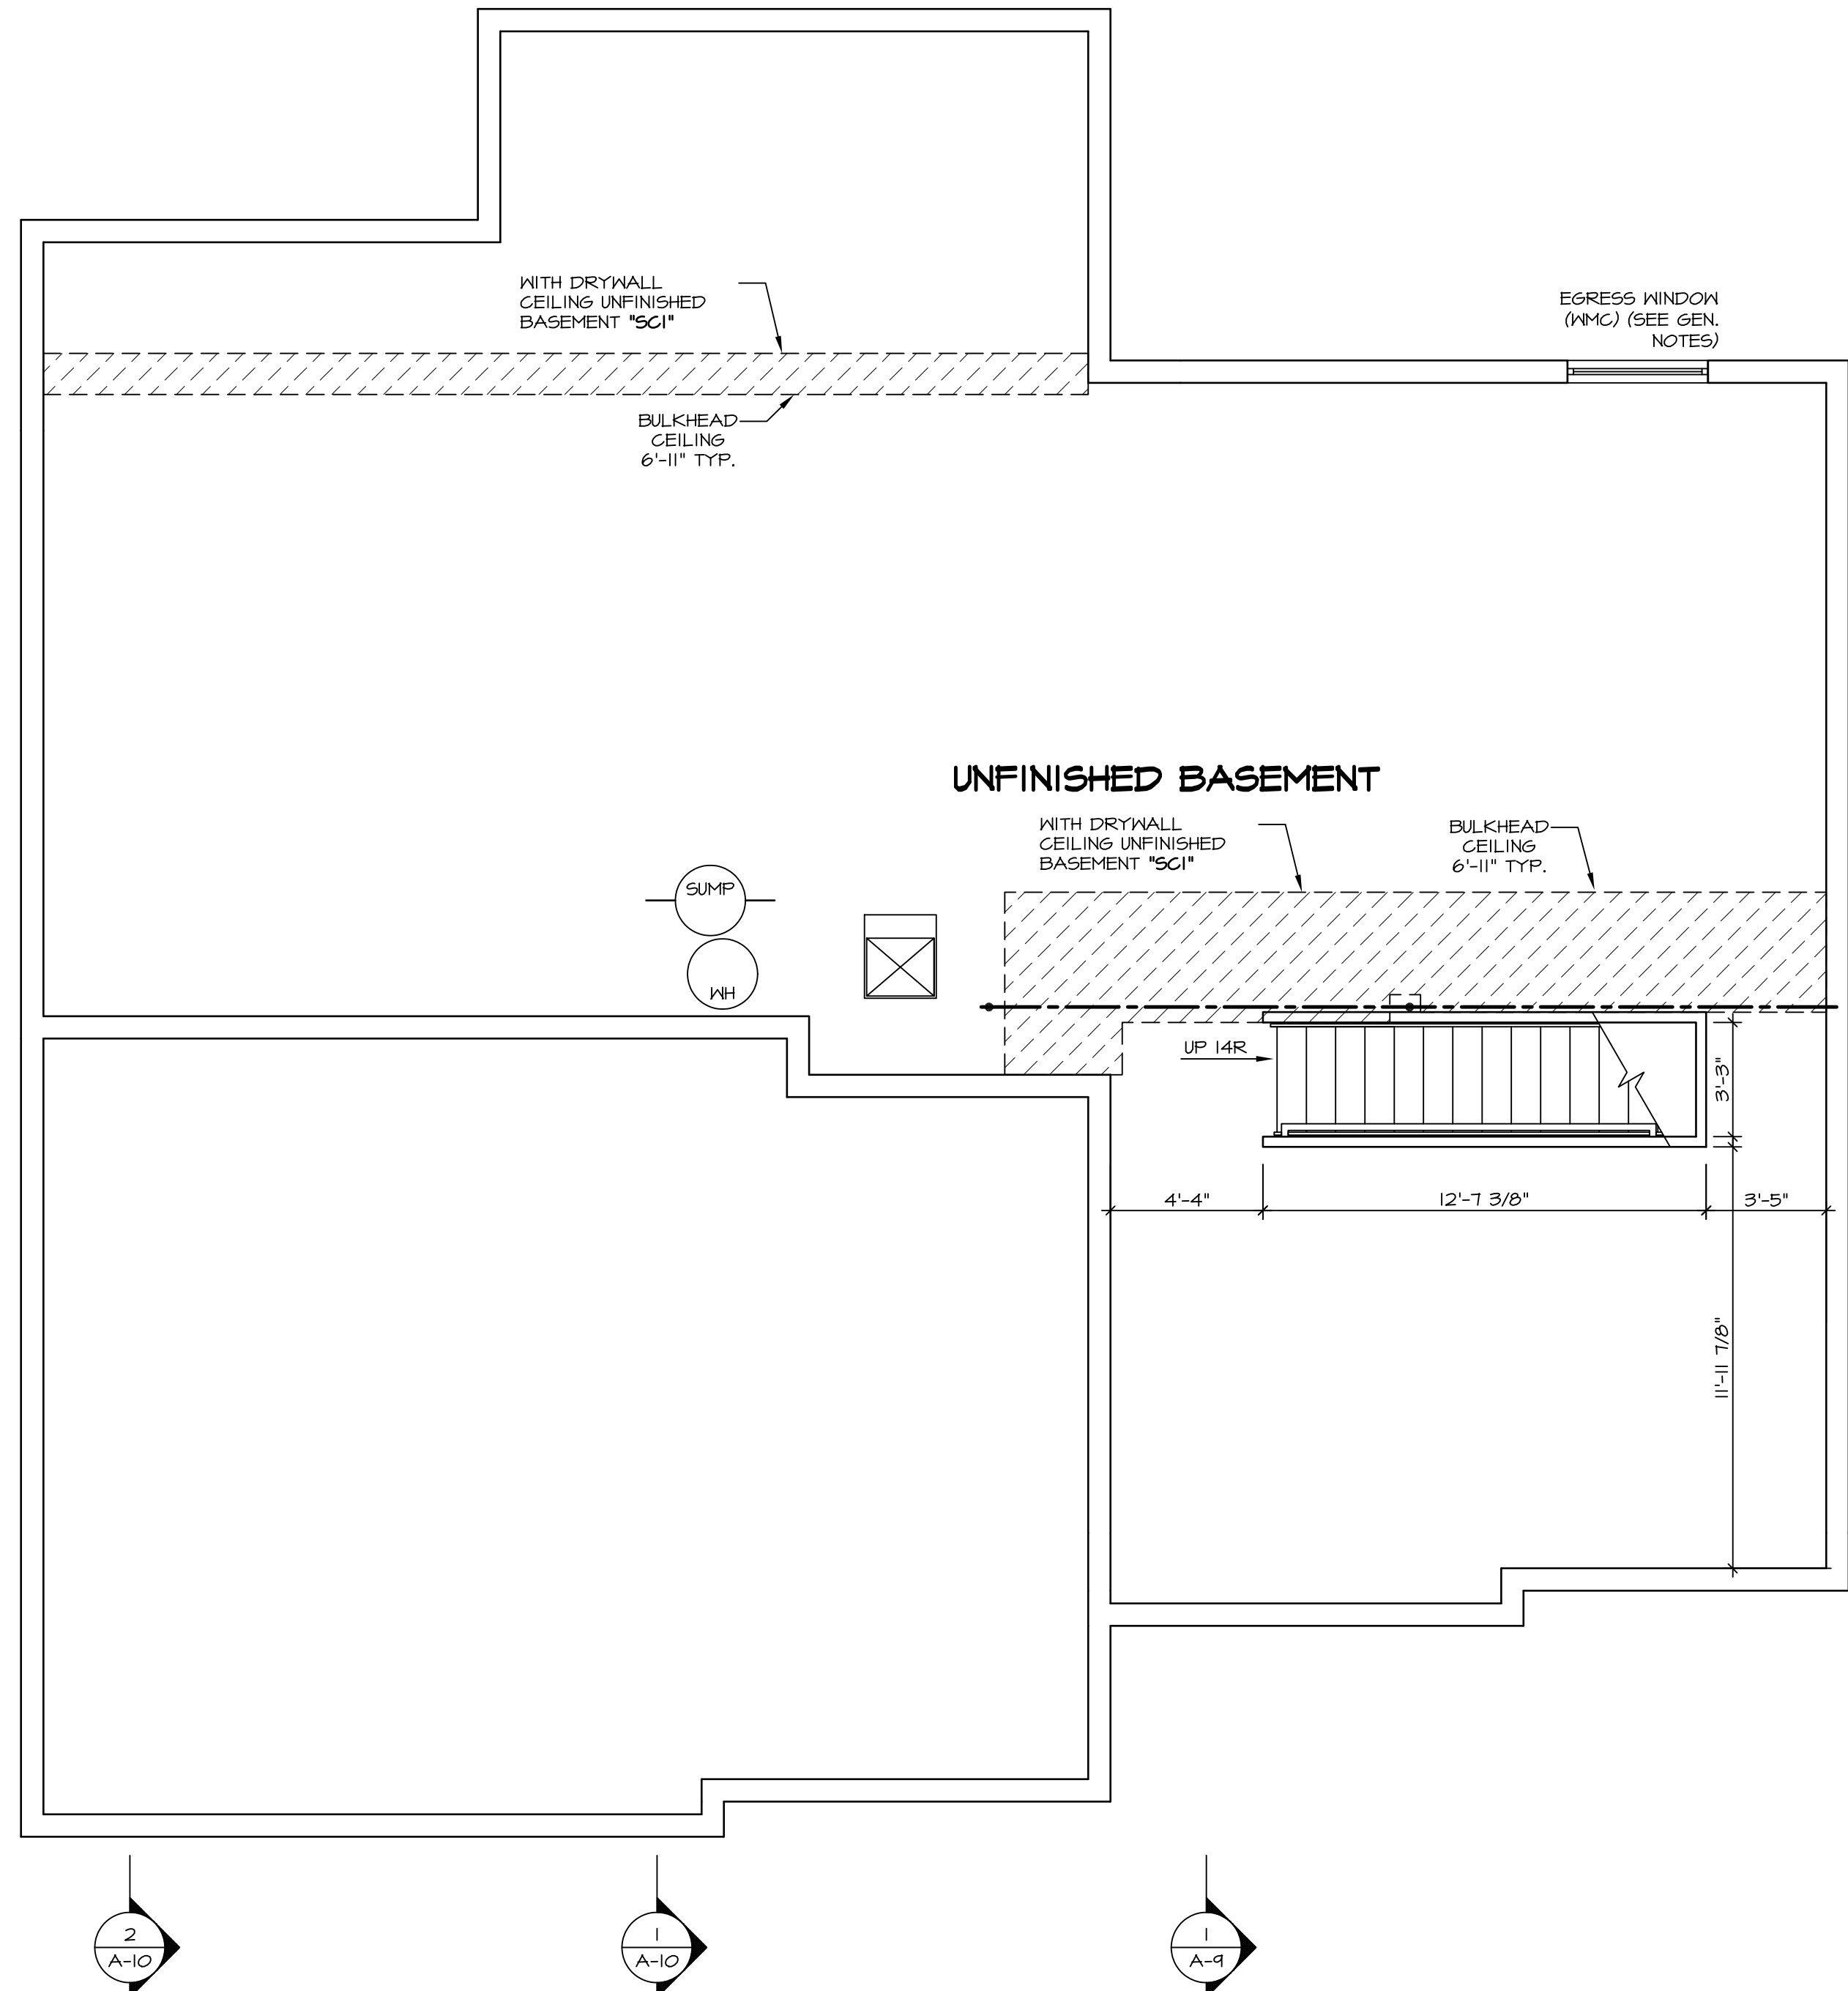 WITH DRYWALL
CEILING UNFINISHED
BASEMENT "SC1"
EGRESS WINDOW
(WMC) (SEE GEN.
NOTES)
BULKHEAD
CEILING
6'-11" TYP.
UNFINISHED BASEMENT
WITH DRYWALL
CEILING UNFINISHED
BASEMENT "SC1"
BULKHEAD
CEILING
6'-11" TYP.
SUMP
WH
UP 14R
3'-3"
4'-4"
12'-7 3/8"
3'-5"
11'-11 7/8"
2
A-10
1
A-10
1
A-9